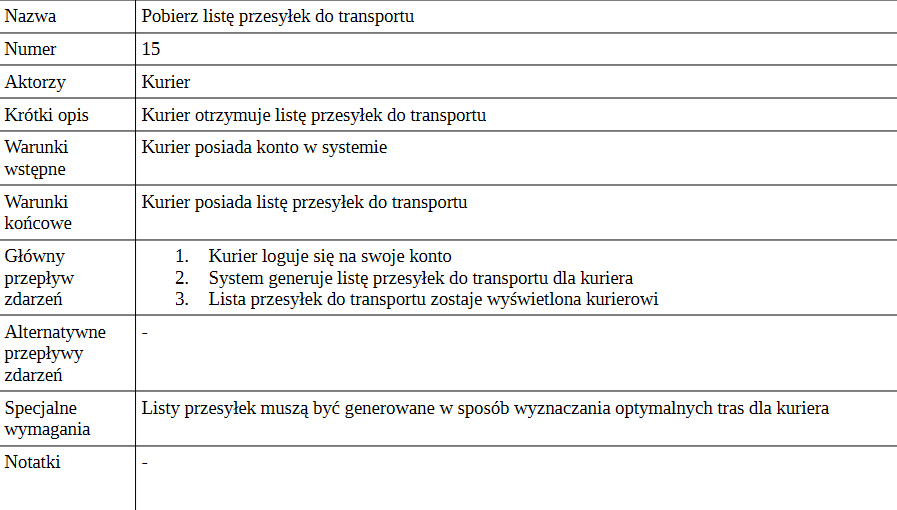 Nazwa Pobierz listę przesyłek do transportu
Numer 15
Aktorzy Kurier
Krótki opis Kurier otrzymuje listę przesyłek do transportu
Warunki wstępne Kurier posiada konto w systemie
Warunki końcowe Kurier posiada listę przesyłek do transportu
Główny przepływ zdarzeń
1. Kurier loguje się na swoje konto
2. System generuje listę przesyłek do transportu dla kuriera
3. Lista przesyłek do transportu zostaje wyświetlona kurierowi
Alternatywne przepływy zdarzeń -
Specjalne wymagania Listy przesyłek muszą być generowane w sposób wyznaczania optymalnych tras dla kuriera
Notatki -